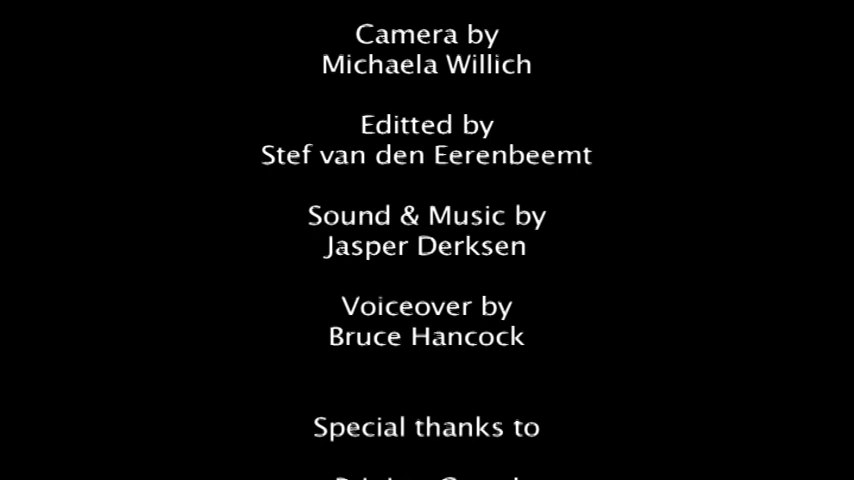 Camera by
Michaela Willich
Editted by
Stef van den Eerenbeemt
Sound & Music by
Jasper Derksen
Voiceover by
Bruce Hancock
Special thanks to